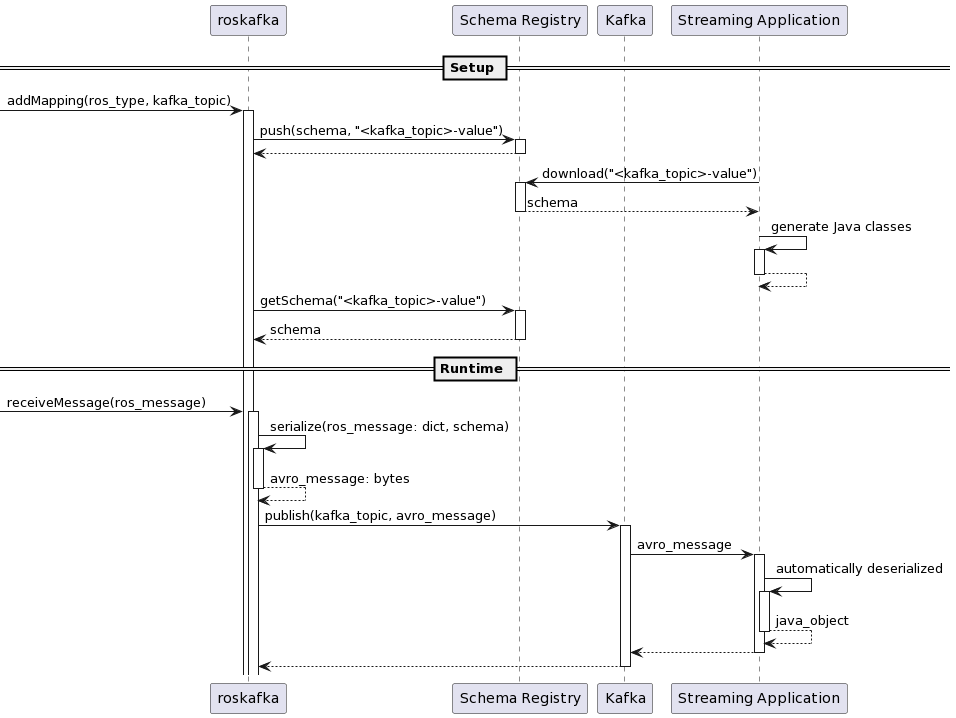 roskafka
Schema Registry
Kafka
Streaming Application
Setup
addMapping(ros_type, kafka_topic)
push(schema, "<kafka_topic>-value")
download("<kafka_topic>-value")
schema
generate Java classes
getSchema("<kafka_topic>-value")
schema
Runtime
receiveMessage(ros_message)
serialize(ros_message: dict, schema)
avro_message: bytes
publish(kafka_topic, avro_message)
avro_message
automatically deserialized
java_object
roskafka
Schema Registry
Kafka
Streaming Application